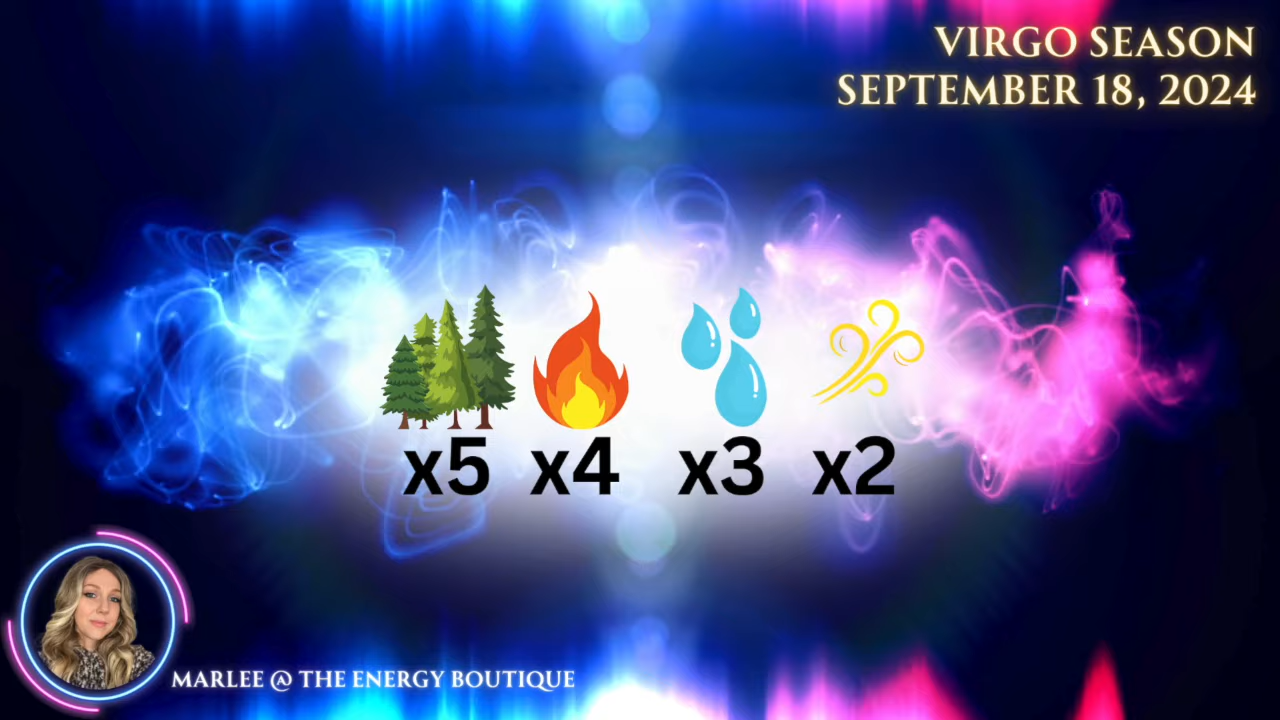 VIRGO SEASON
SEPTEMBER 18, 2024
x5 x4 x3 x2
MARLEE @ THE ENERGY BOUTIQUE